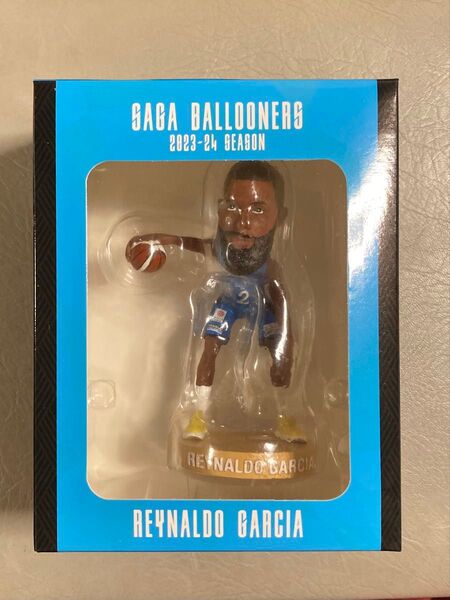 SAGA BALLOONERS
2023-24 SEASON
2
REYNALDO GARCIA
REYNALDO GARCIA